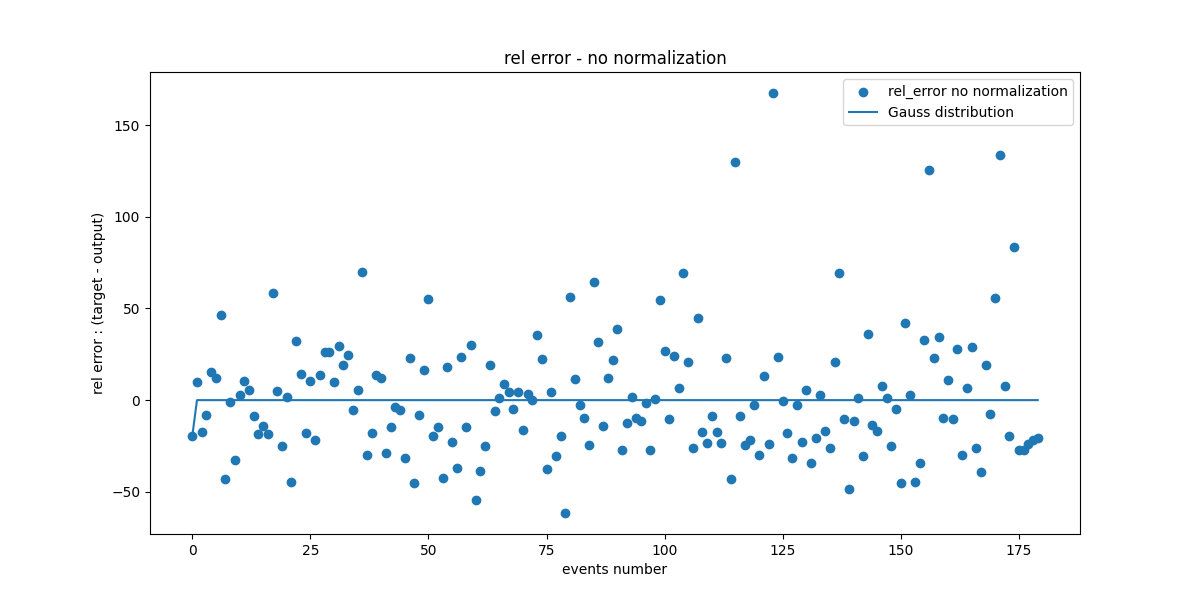 rel error - no normalization
rel_error no normalization
Gauss distribution
rel error : (target - output)
150
100
50
0
−50
0 25 50 75 100 125 150 175
events number